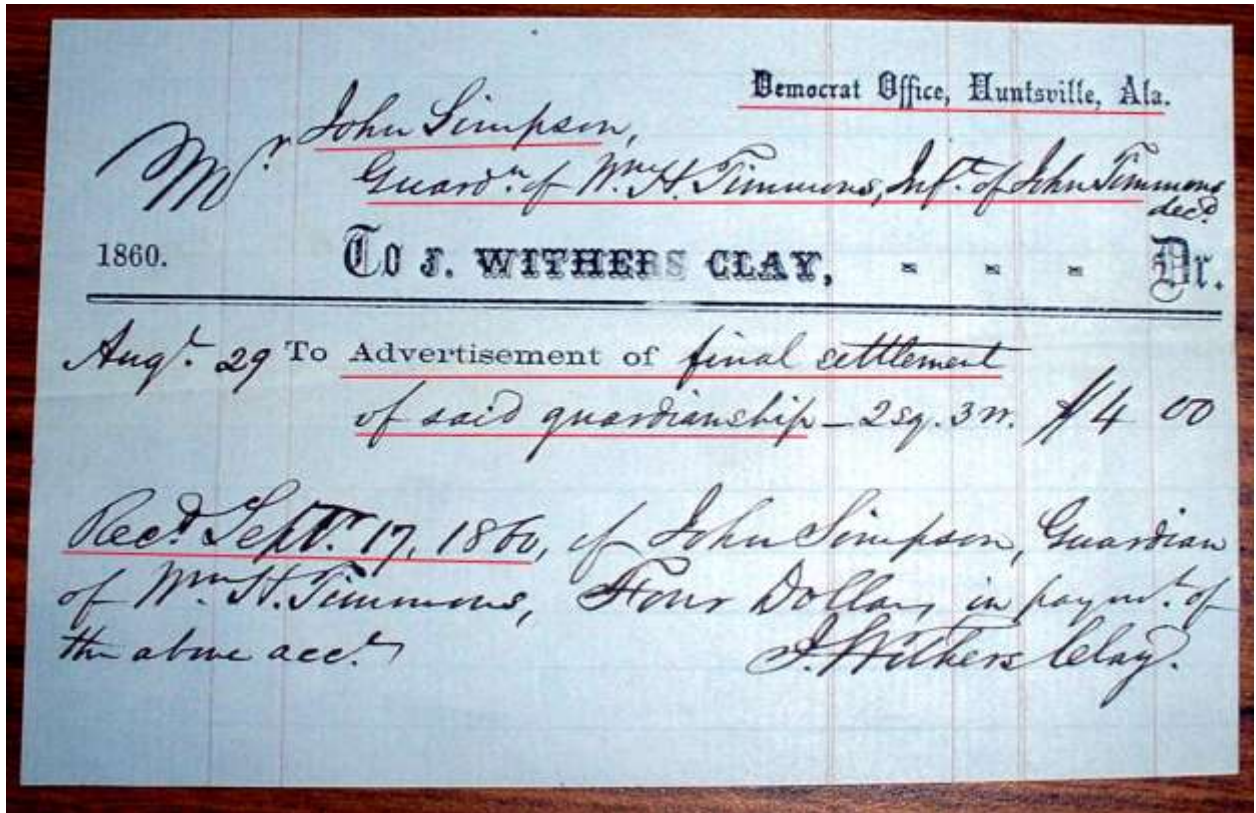 Democrat Office, Huntsville, Ala.
Mr John Simpson,
Guardn. of Wm H. Timmons, Inft. of John Timmons
decd.
1860. To J. WITHERS CLAY, - - - Dr.
Augt. 29 To Advertisement of final settlement
of said guardianship – 2 sq. 3 w. $4 00
Recd. Septr. 17, 1860, of John Simpson, Guardian
of Wm. H. Timmons, Four Dollars, in paymt. of
the above acct.
J. Withers Clay.